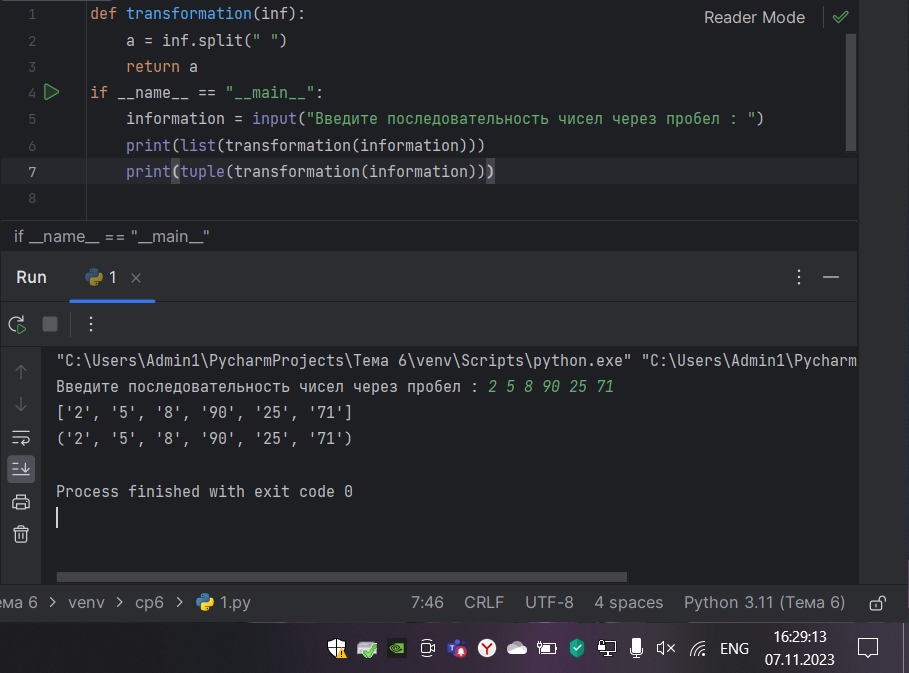 Reader Mode
1 def transformation(inf):
2 a = inf.split(" ")
3 return a
4 if __name__ == "__main__":
5 information = input("Введите последовательность чисел через пробел : ")
6 print(list(transformation(information)))
7 print(tuple(transformation(information)))
8
if __name__ == "__main__"
Run 1
"C:\Users\Admin1\PycharmProjects\Тема 6\venv\Scripts\python.exe" "C:\Users\Admin1\Pycharm
Введите последовательность чисел через пробел : 2 5 8 90 25 71
['2', '5', '8', '90', '25', '71']
('2', '5', '8', '90', '25', '71')
Process finished with exit code 0
ема 6 > venv > ср6 > 1.py 7:46 CRLF UTF-8 4 spaces Python 3.11 (Тема 6)
ENG 16:29:13
07.11.2023